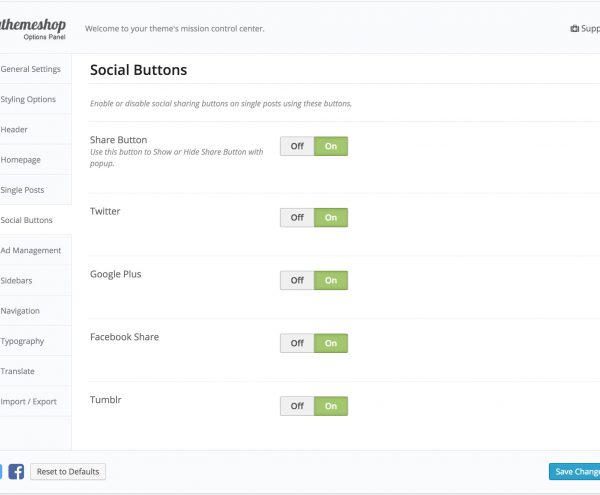 ythemeshop
Options Panel
Welcome to your theme's mission control center.
Supp
General Settings
Styling Options
Header
Homepage
Single Posts
Social Buttons
Ad Management
Sidebars
Navigation
Typography
Translate
Import / Export
Social Buttons
Enable or disable social sharing buttons on single posts using these buttons.
Share Button
Use this button to Show or Hide Share Button with
popup.
Off On
Twitter
Off On
Google Plus
Off On
Facebook Share
Off On
Tumblr
Off On
Reset to Defaults
Save Change